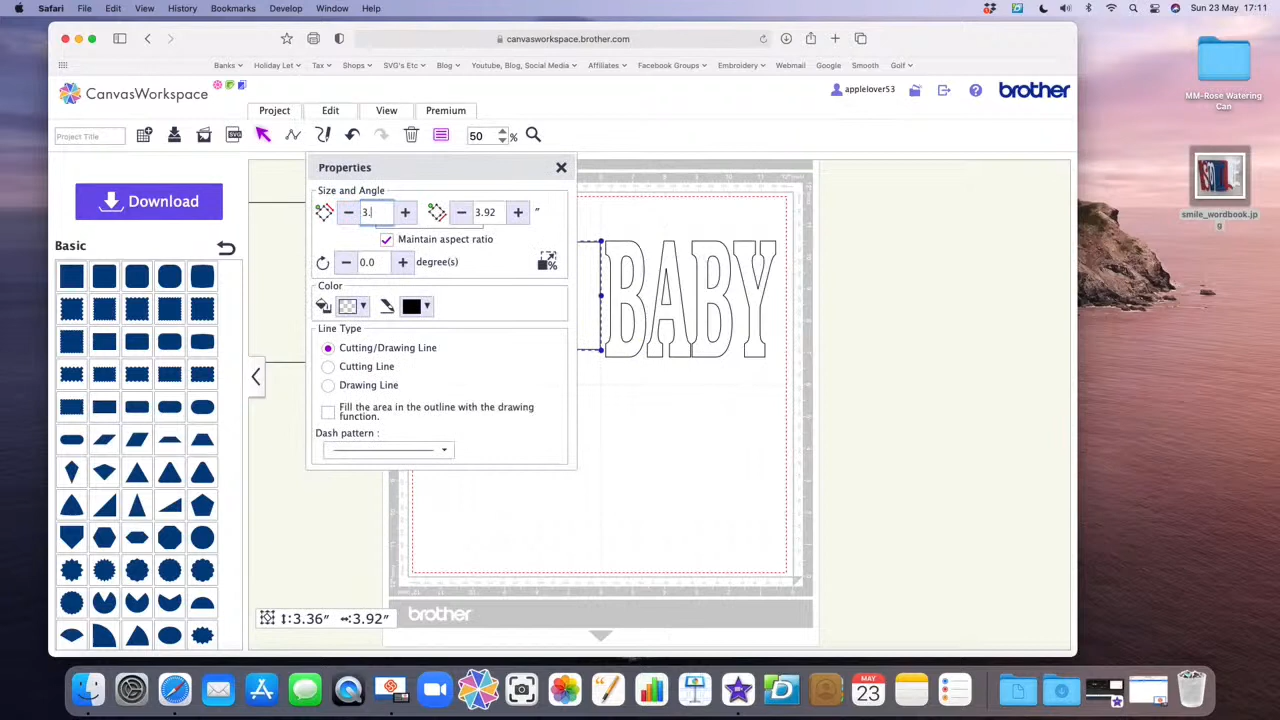 Safari File Edit View History Bookmarks Develop Window Help Sun 23 May 17:11
canvasworkspace.brother.com
Banks Holiday Let Tax Shops SVG's Etc Blog Youtube, Blog, Social Media Affiliates Facebook Groups Embroidery Webmail Google Smooth Golf
CanvasWorkspace applelover53 brother
Project Edit View Premium
Project Title SVG 50 %
Download
Basic
Properties
Size and Angle
3. 3.92 "
Maintain aspect ratio
0.0 degree(s) %
Color
Line Type
Cutting/Drawing Line
Cutting Line
Drawing Line
Fill the area in the outline with the drawing
function.
Dash pattern :
BABY
3.36" 3.92"
brother
MM-Rose Watering
Can
smile_wordbook.jp
g
MAY
23